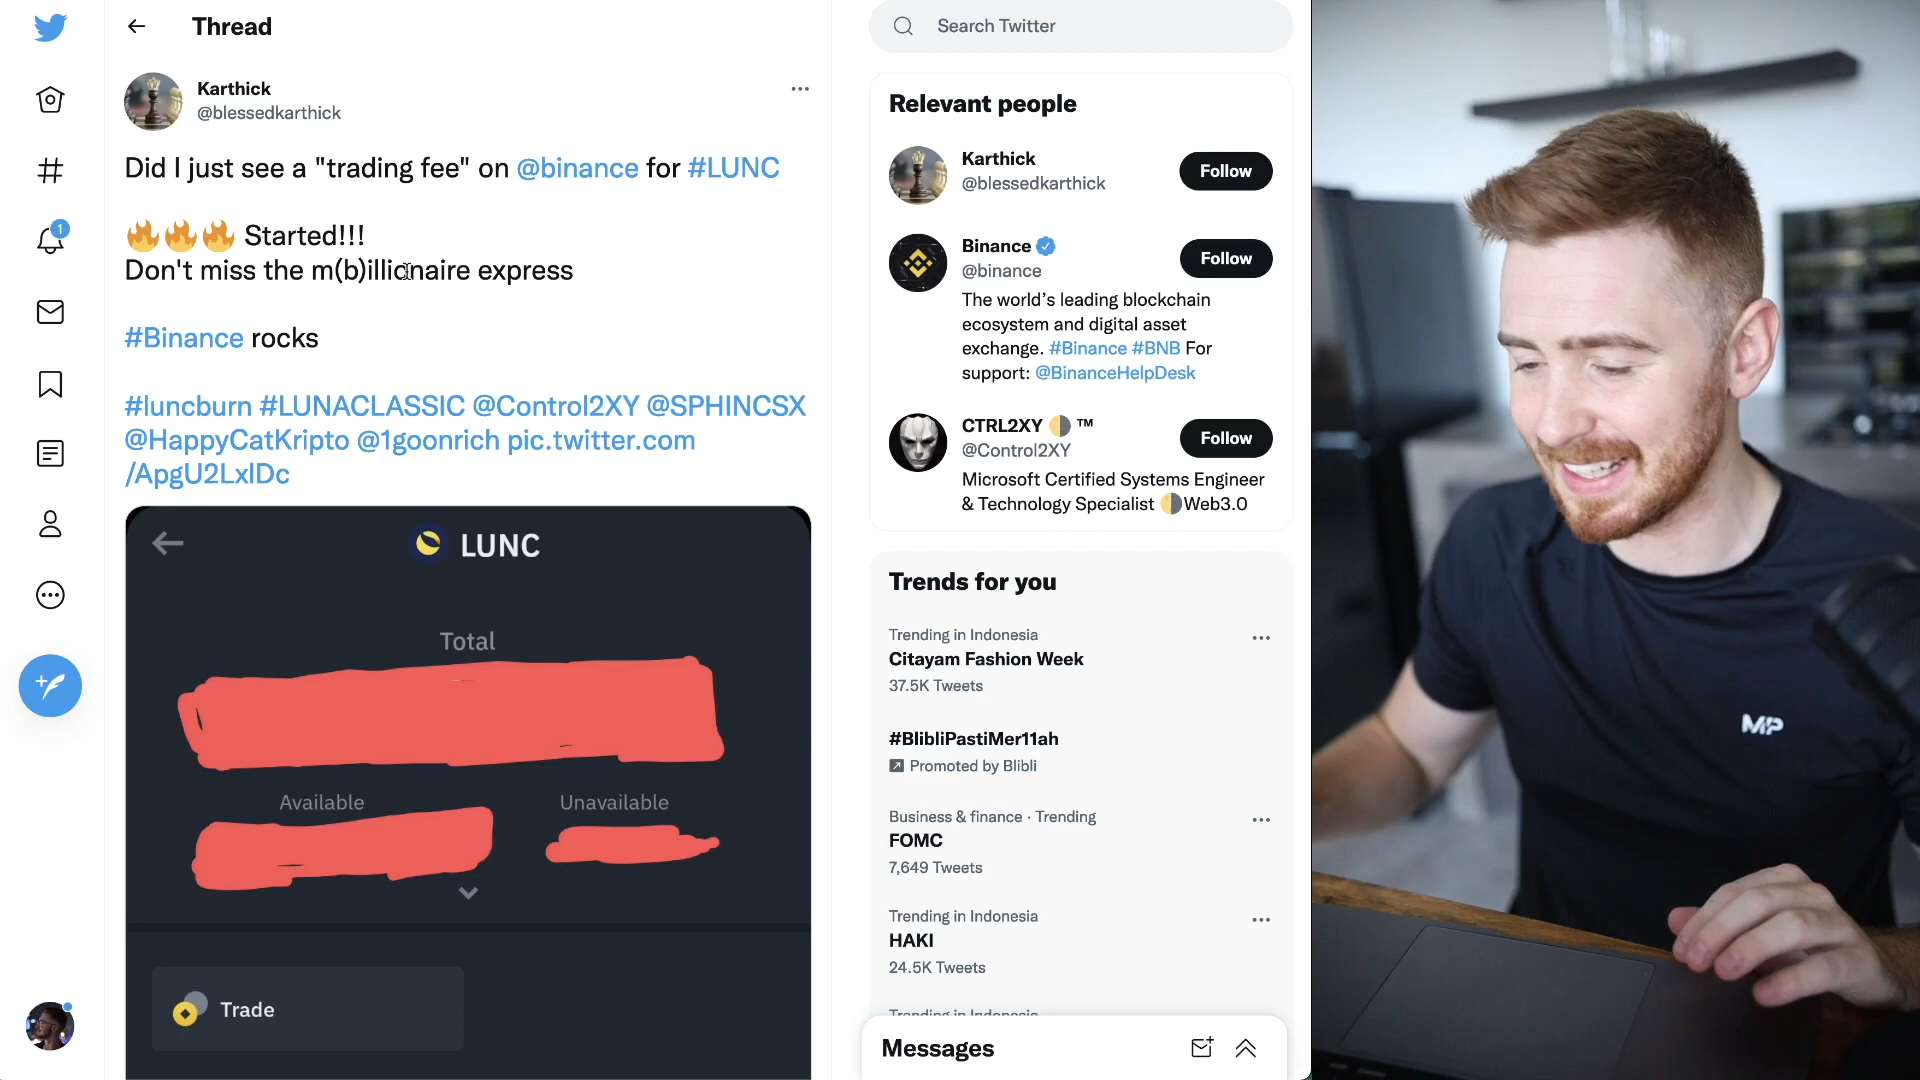 Thread
Karthick
@blessedkarthick
Did I just see a "trading fee" on @binance for #LUNC
🔥🔥🔥 Started!!!
Don't miss the m(b)illionaire express
#Binance rocks
#luncburn #LUNACLASSIC @Control2XY @SPHINCSX
@HappyCatKripto @1goonrich pic.twitter.com
/ApgU2LxlDc
LUNC
Total
Available
Unavailable
Trade
1
Search Twitter
Relevant people
Karthick
@blessedkarthick
Follow
Binance
@binance
Follow
The world's leading blockchain
ecosystem and digital asset
exchange. #Binance #BNB For
support: @BinanceHelpDesk
CTRL2XY 🌗 ™
@Control2XY
Follow
Microsoft Certified Systems Engineer
& Technology Specialist 🌗Web3.0
Trends for you
Trending in Indonesia
Citayam Fashion Week
37.5K Tweets
#BlibliPastiMer11ah
Promoted by Blibli
Business & finance · Trending
FOMC
7,649 Tweets
Trending in Indonesia
HAKI
24.5K Tweets
Trending in Indonesia
Messages
MP